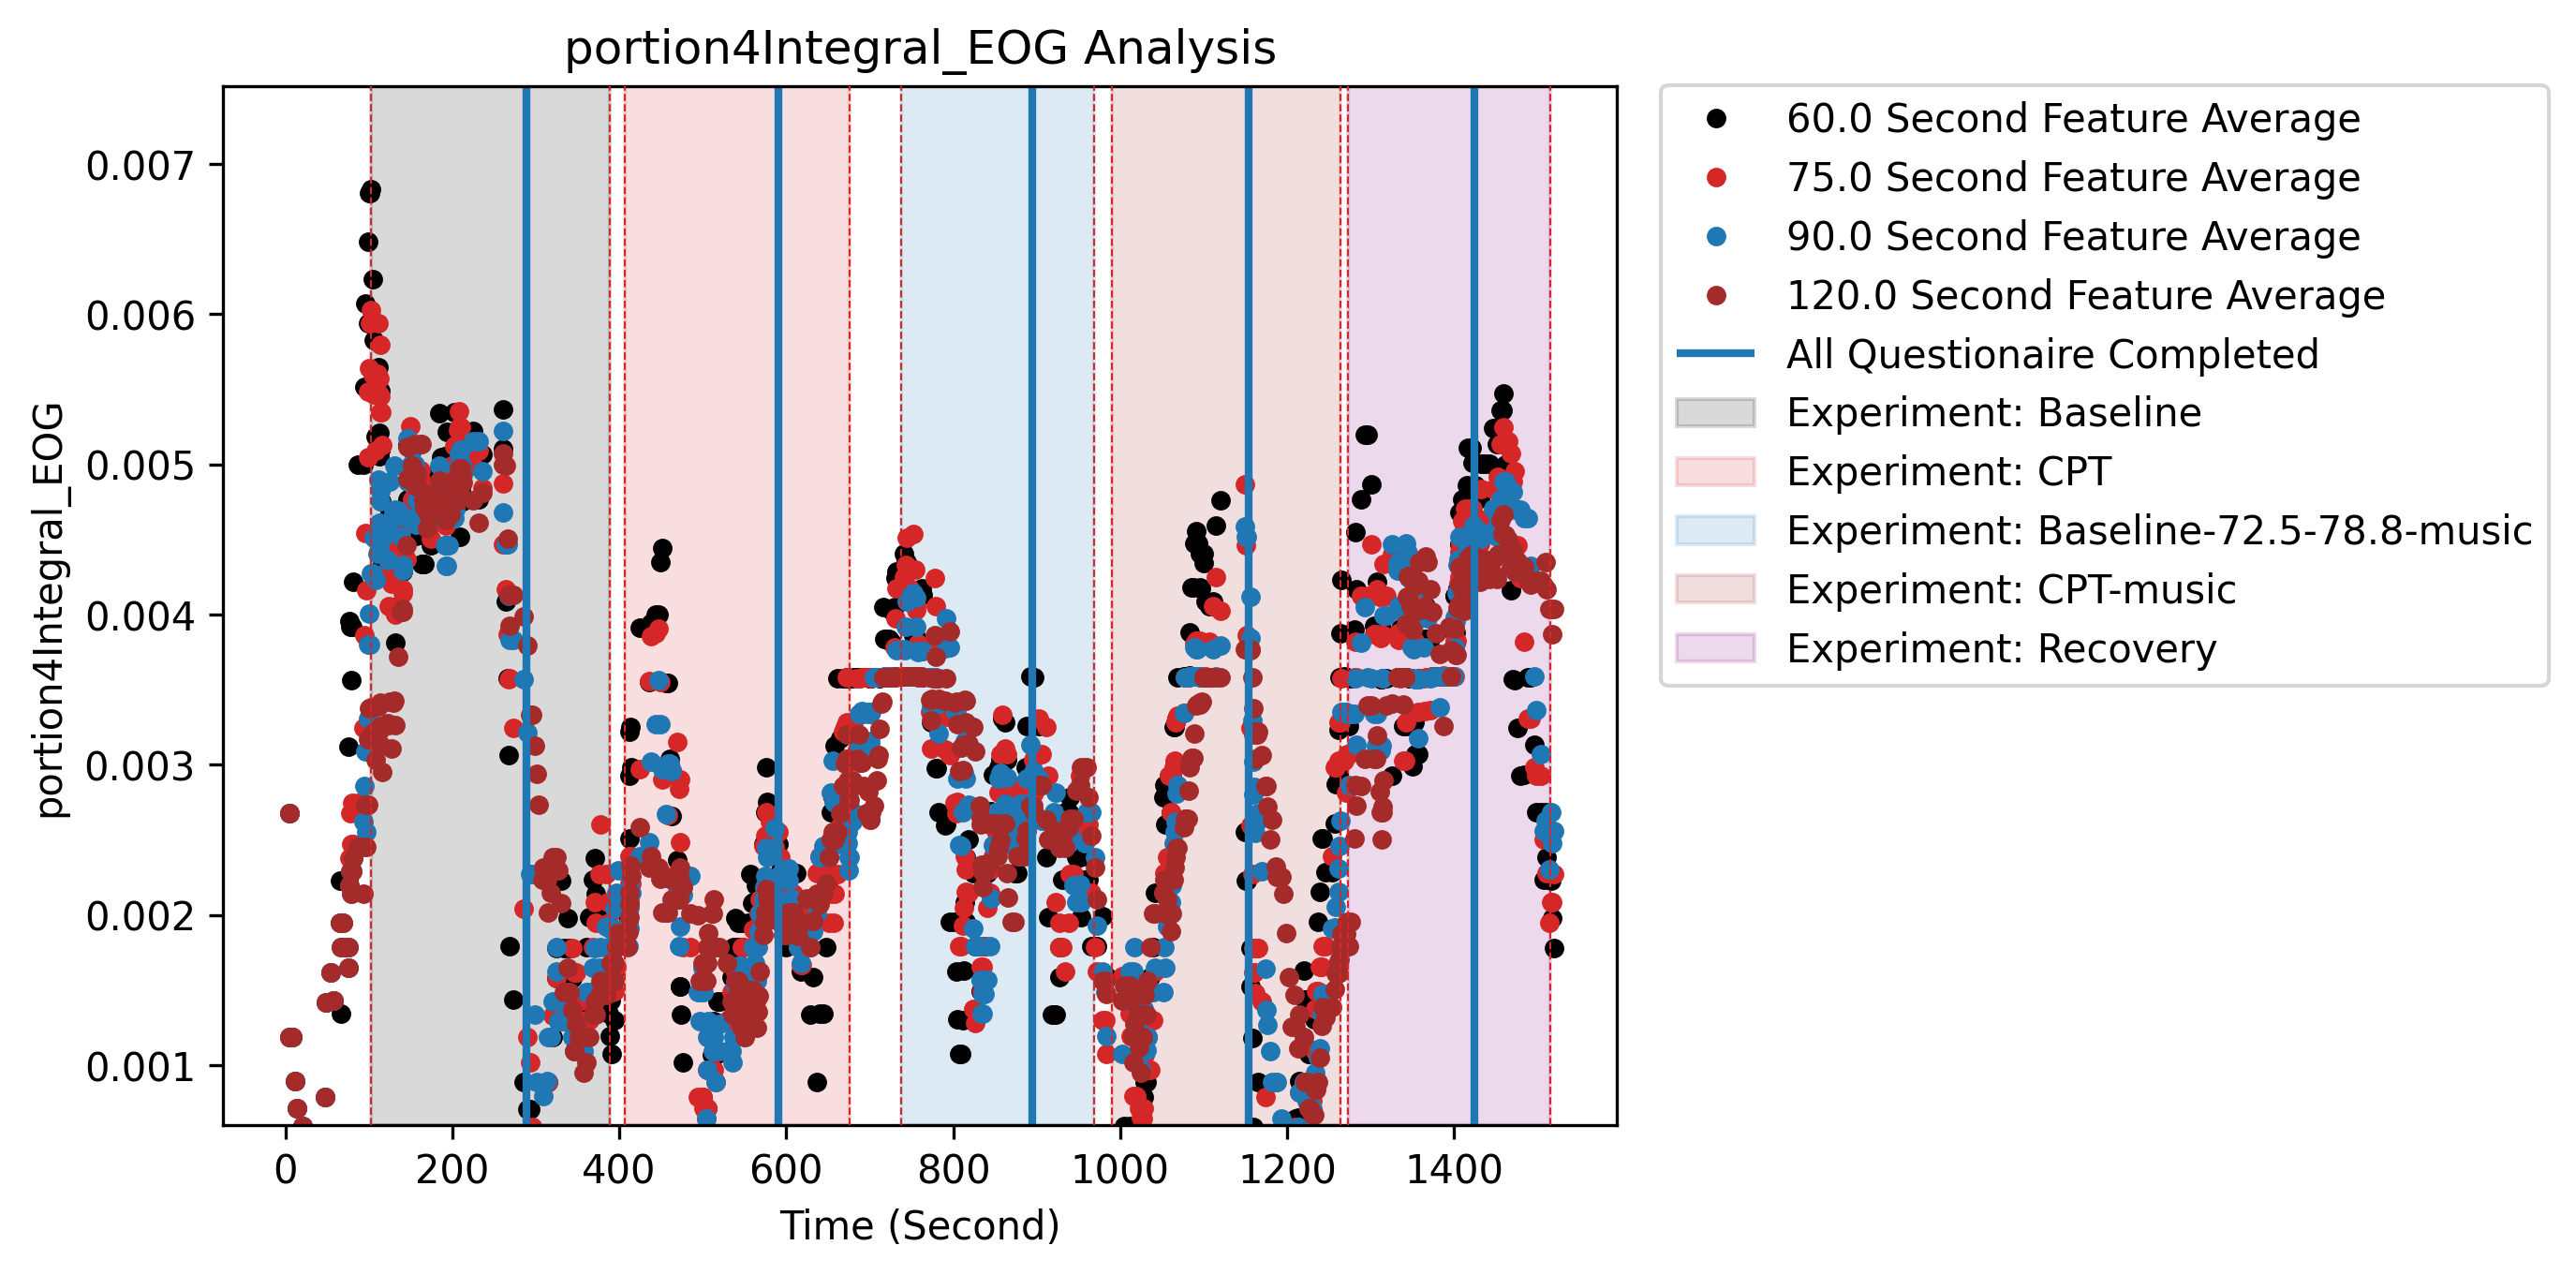 portion4Integral_EOG Analysis
0.007
0.006
0.005
0.004
0.003
0.002
0.001
portion4Integral_EOG
0 200 400 600 800 1000 1200 1400
Time (Second)
60.0 Second Feature Average
75.0 Second Feature Average
90.0 Second Feature Average
120.0 Second Feature Average
All Questionaire Completed
Experiment: Baseline
Experiment: CPT
Experiment: Baseline-72.5-78.8-music
Experiment: CPT-music
Experiment: Recovery